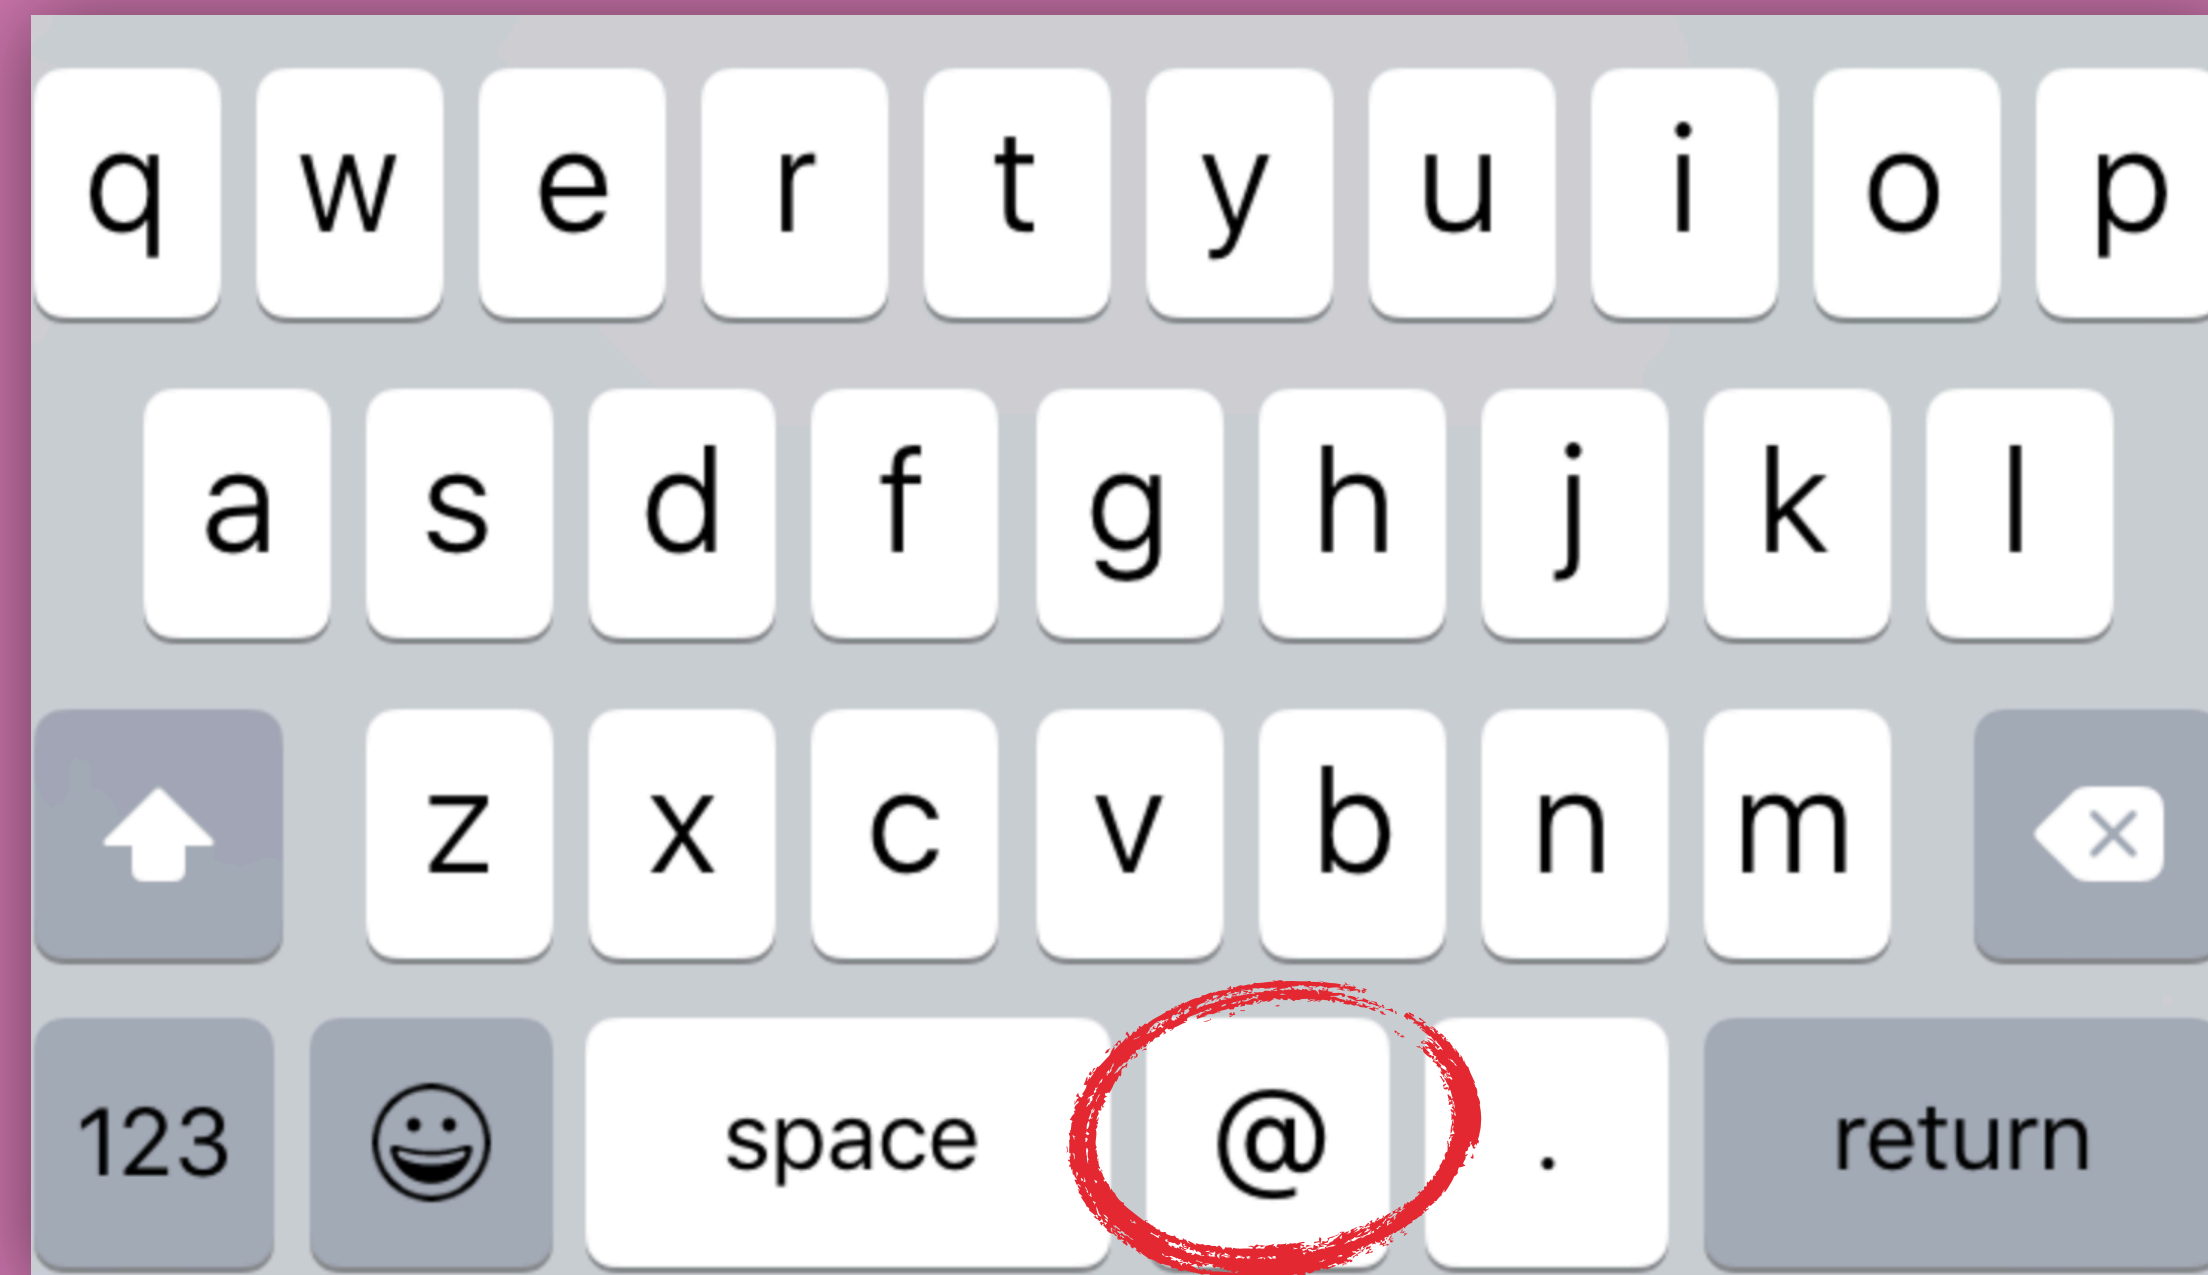 q w e r t y u i o p
a s d f g h j k l
z x c v b n m
123 space @ . return